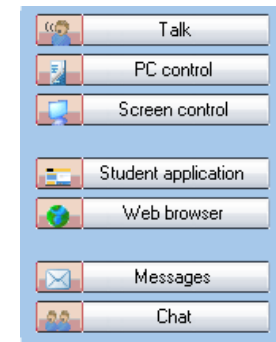 Talk
PC control
Screen control
Student application
Web browser
Messages
Chat